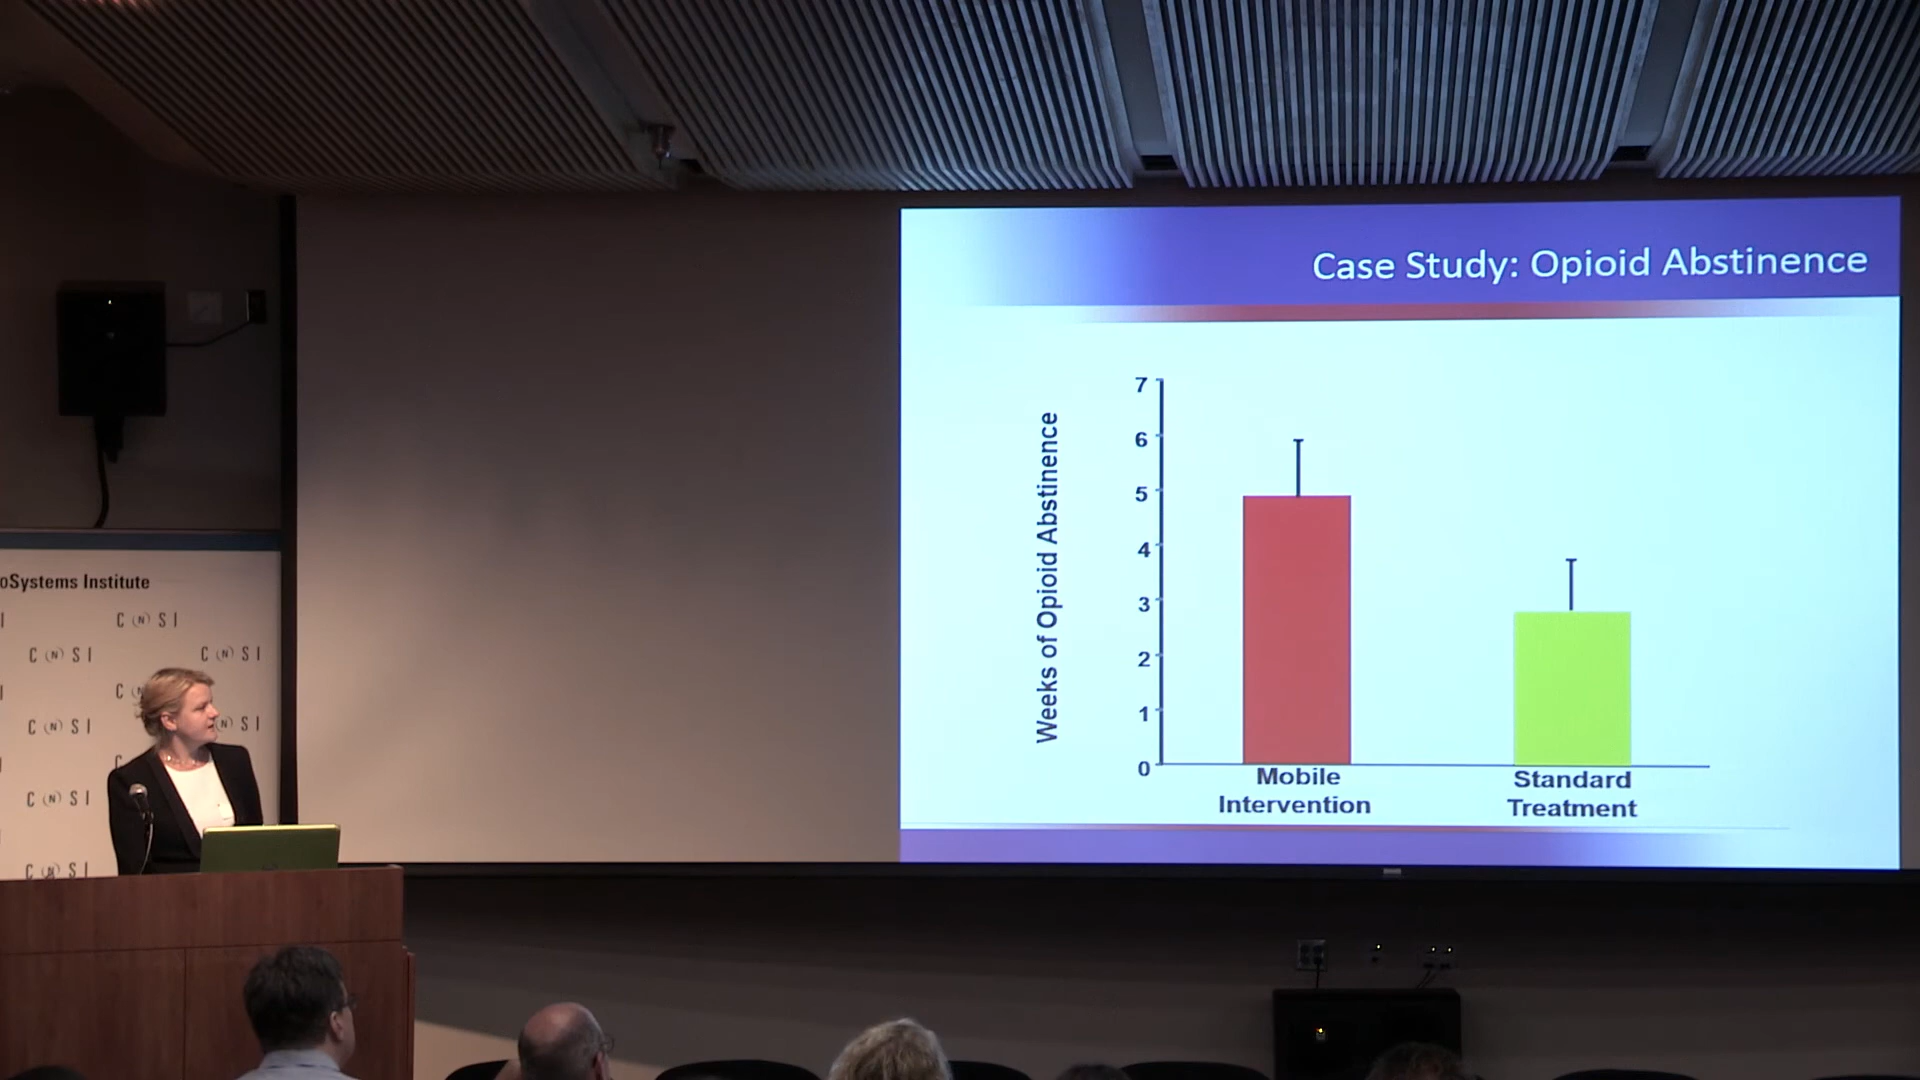 Case Study: Opioid Abstinence
Weeks of Opioid Abstinence
7
6
5
4
3
2
1
0
Mobile
Intervention
Standard
Treatment
oSystems Institute
C N S I
C N S I
C N S I
C N S I
C N S I
C N S I
C N S I